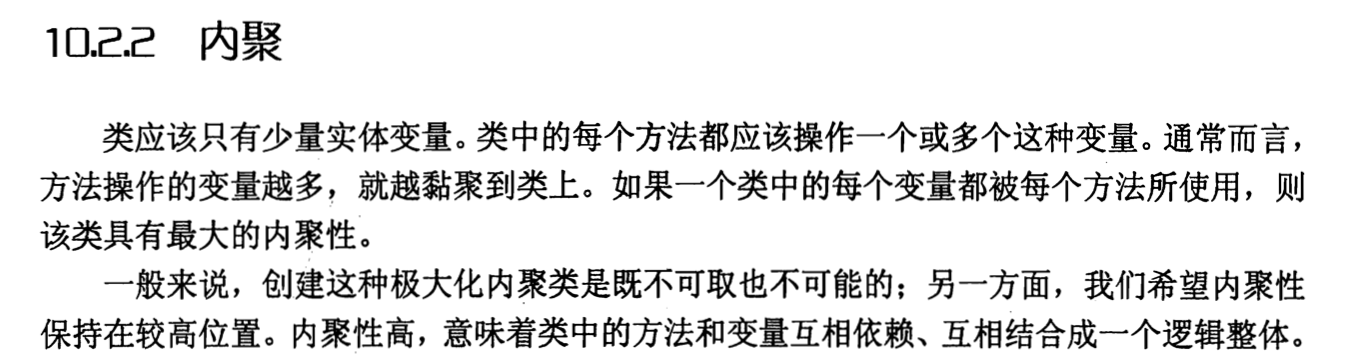 10.2.2 内聚
类应该只有少量实体变量。类中的每个方法都应该操作一个或多个这种变量。通常而言，
方法操作的变量越多，就越黏聚到类上。如果一个类中的每个变量都被每个方法所使用，则
该类具有最大的内聚性。
一般来说，创建这种极大化内聚类是既不可取也不可能的；另一方面，我们希望内聚性
保持在较高位置。内聚性高，意味着类中的方法和变量互相依赖、互相结合成一个逻辑整体。